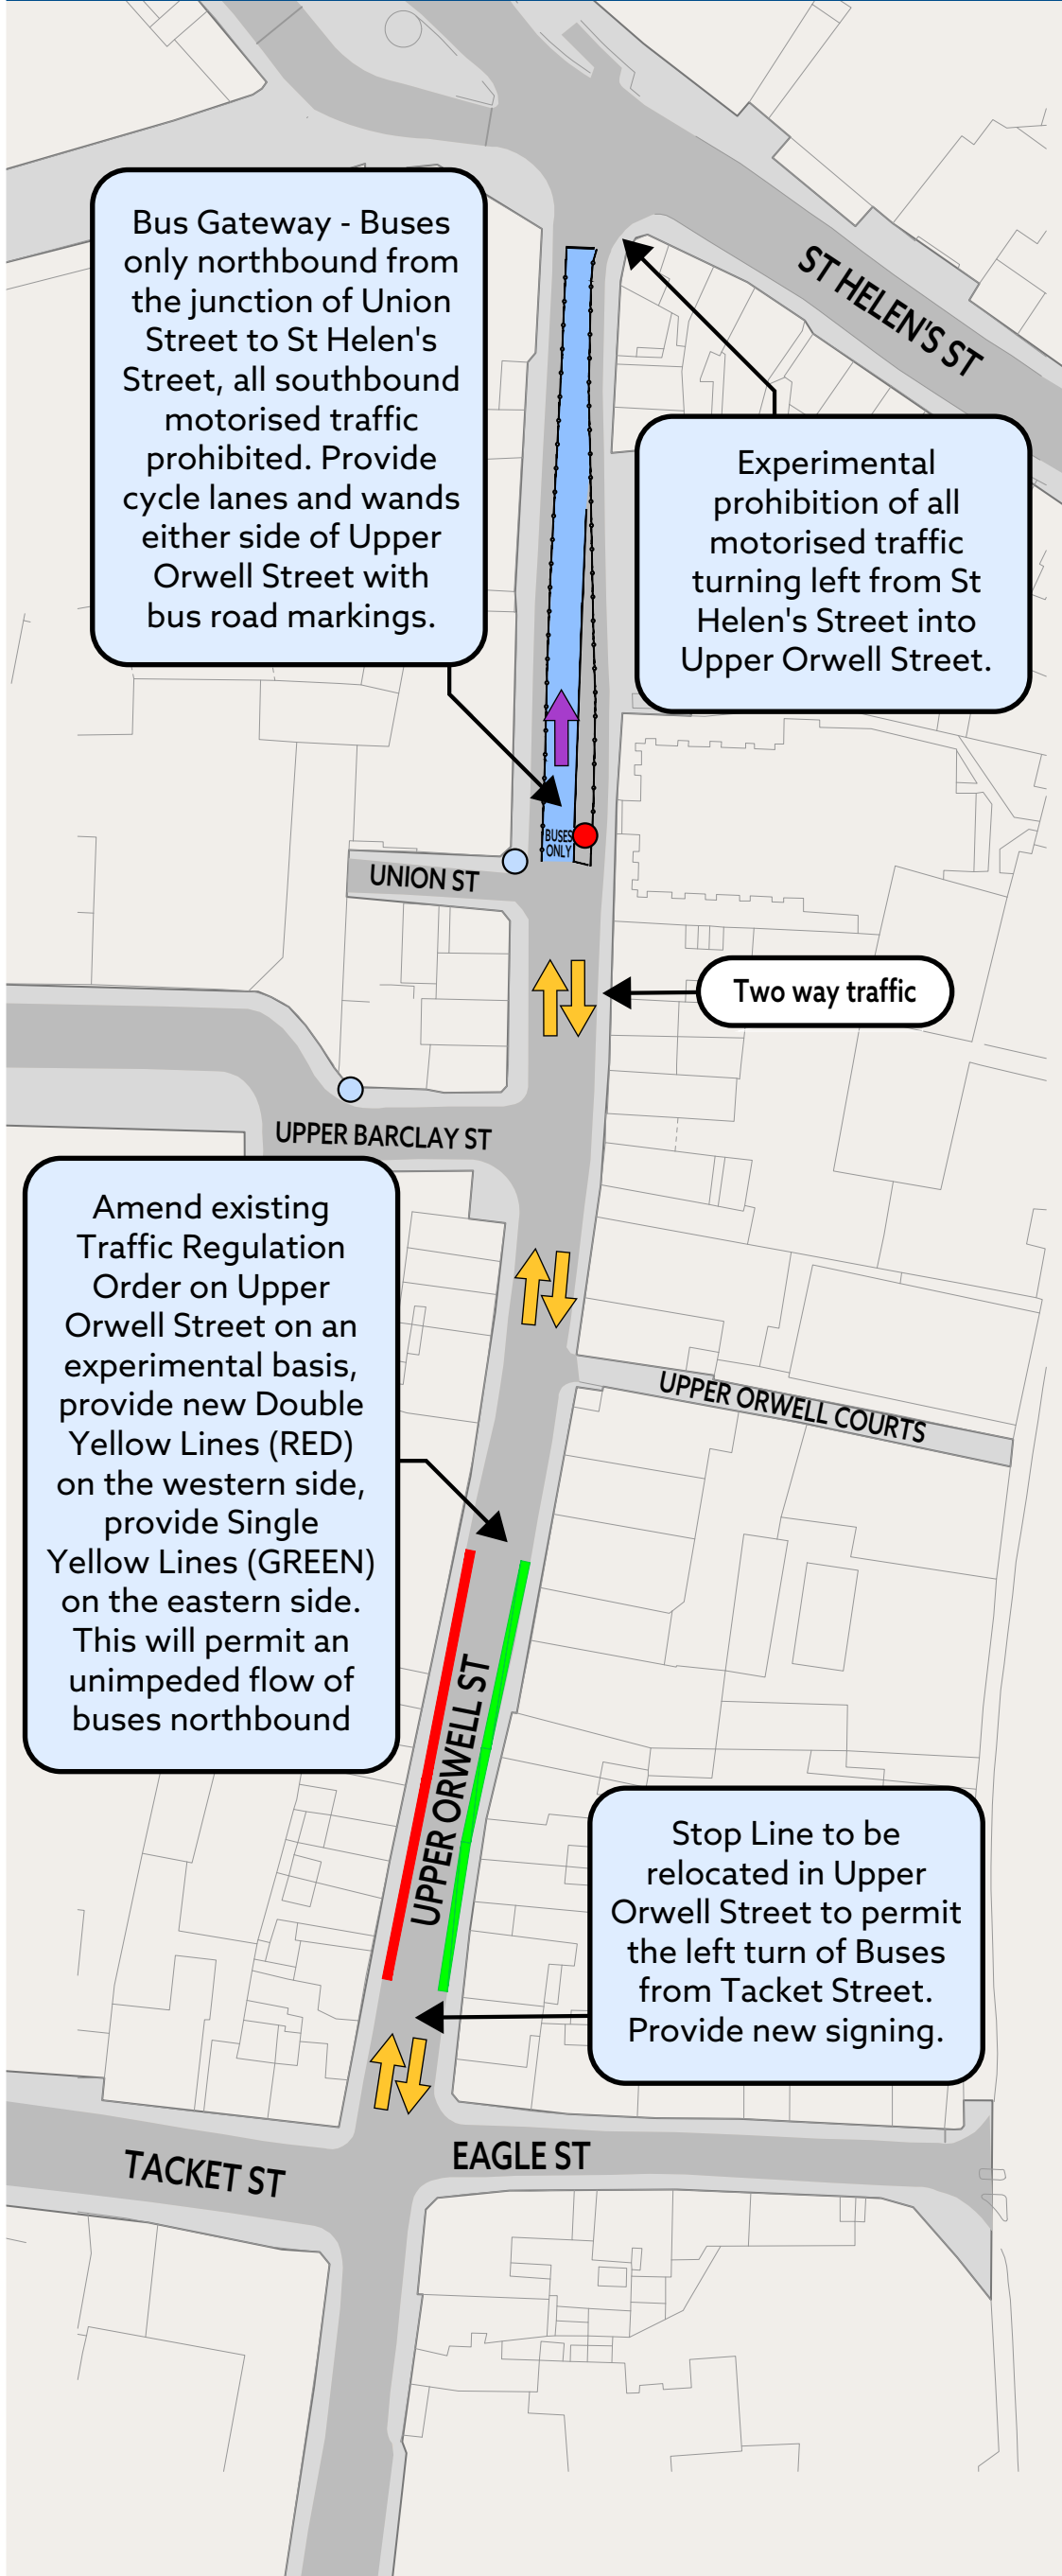 Bus Gateway - Buses
only northbound from
the junction of Union
Street to St Helen's
Street, all southbound
motorised traffic
prohibited. Provide
cycle lanes and wands
either side of Upper
Orwell Street with
bus road markings.
ST HELEN'S ST
Experimental
prohibition of all
motorised traffic
turning left from St
Helen's Street into
Upper Orwell Street.
BUSES
ONLY
UNION ST
Two way traffic
UPPER BARCLAY ST
Amend existing
Traffic Regulation
Order on Upper
Orwell Street on an
experimental basis,
provide new Double
Yellow Lines (RED)
on the western side,
provide Single
Yellow Lines (GREEN)
on the eastern side.
This will permit an
unimpeded flow of
buses northbound
UPPER ORWELL COURTS
UPPER ORWELL ST
Stop Line to be
relocated in Upper
Orwell Street to permit
the left turn of Buses
from Tacket Street.
Provide new signing.
TACKET ST
EAGLE ST